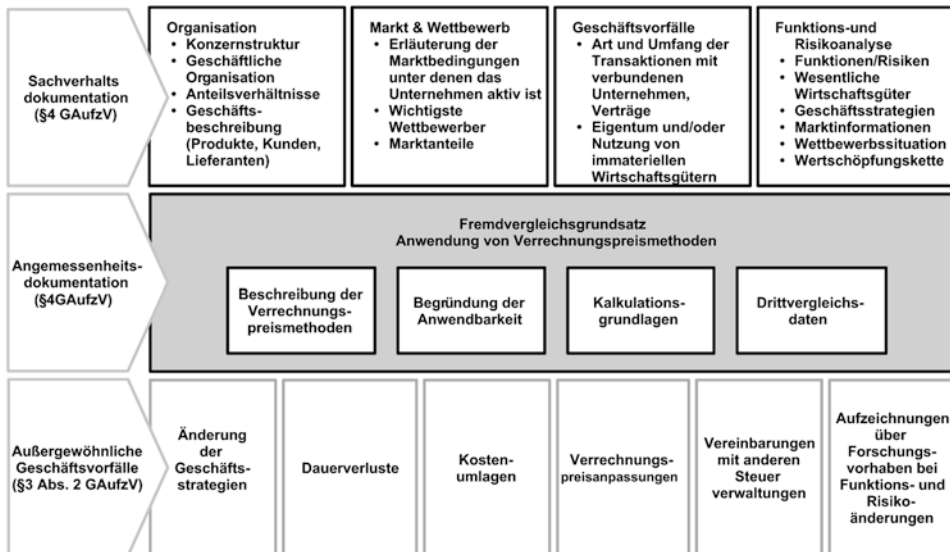 Sachverhalts
dokumentation
(§4 GAufzV)
Organisation
• Konzernstruktur
• Geschäftliche
Organisation
• Anteilsverhältnisse
• Geschäfts-
beschreibung
(Produkte, Kunden,
Lieferanten)
Markt & Wettbewerb
• Erläuterung der
Marktbedingungen
unter denen das
Unternehmen aktiv ist
• Wichtigste
Wettbewerber
• Marktanteile
Geschäftsvorfälle
• Art und Umfang der
Transaktionen mit
verbundenen
Unternehmen,
Verträge
• Eigentum und/oder
Nutzung von
immateriellen
Wirtschaftsgütern
Funktions-und
Risikoanalyse
• Funktionen/Risiken
• Wesentliche
Wirtschaftsgüter
• Geschäftsstrategien
• Marktinformationen
• Wettbewerbssituation
• Wertschöpfungskette
Angemessenheits-
dokumentation
(§4GAufzV)
Fremdvergleichsgrundsatz
Anwendung von Verrechnungspreismethoden
Beschreibung der
Verrechnungs-
preismethoden
Begründung der
Anwendbarkeit
Kalkulations-
grundlagen
Drittvergleichs-
daten
Außergewöhnliche
Geschäftsvorfälle
(§3 Abs. 2 GAufzV)
Änderung
der
Geschäfts-
strategien
Dauerverluste
Kosten-
umlagen
Verrechnungs-
preisanpassungen
Vereinbarungen
mit anderen
Steuer
verwaltungen
Aufzeichnungen
über
Forschungs-
vorhaben bei
Funktions- und
Risiko-
änderungen